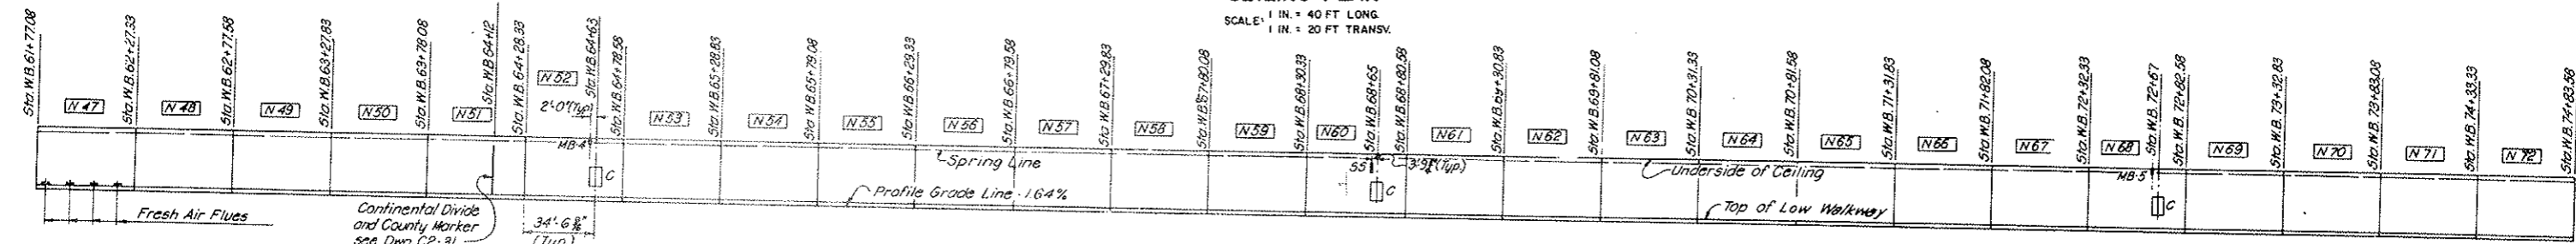 SCALE: 1 IN. = 40 FT LONG.
1 IN. = 20 FT TRANSV.
Sta.W.B.61+77.08
Sta.W.B.62+27.33
Sta.W.B.62+77.58
Sta.W.B.63+27.83
Sta.W.B.63+78.08
Sta.W.B.64+12
Sta.W.B.64+28.33
Sta.W.B.64+63
Sta.W.B.64+78.58
Sta.W.B.65+28.83
Sta.W.B.65+79.08
Sta.W.B.66+29.33
Sta.W.B.66+79.58
Sta.W.B.67+29.83
Sta.W.B.67+80.08
Sta.W.B.68+30.33
Sta.W.B.68+65
Sta.W.B.68+80.58
Sta.W.B.69+30.83
Sta.W.B.69+81.08
Sta.W.B.70+31.33
Sta.W.B.70+81.58
Sta.W.B.71+31.83
Sta.W.B.71+82.08
Sta.W.B.72+32.33
Sta.W.B.72+67
Sta.W.B.72+82.58
Sta.W.B.73+32.83
Sta.W.B.73+83.08
Sta.W.B.74+33.33
Sta.W.B.74+83.58
N 47
N 48
N 49
N 50
N 51
N 52
N 53
N 54
N 55
N 56
N 57
N 58
N 59
N 60
N 61
N 62
N 63
N 64
N 65
N 66
N 67
N 68
N 69
N 70
N 71
N 72
2'-0"(Typ.)
MB-4
C
Spring Line
SS
(Typ.)
C
Underside of Ceiling
MB-5
C
Profile Grade Line - 1.64%
Top of Low Walkway
Fresh Air Flues
Continental Divide
and County Marker
see Dwg C2-31
34'-6 3/8"
(Typ.)